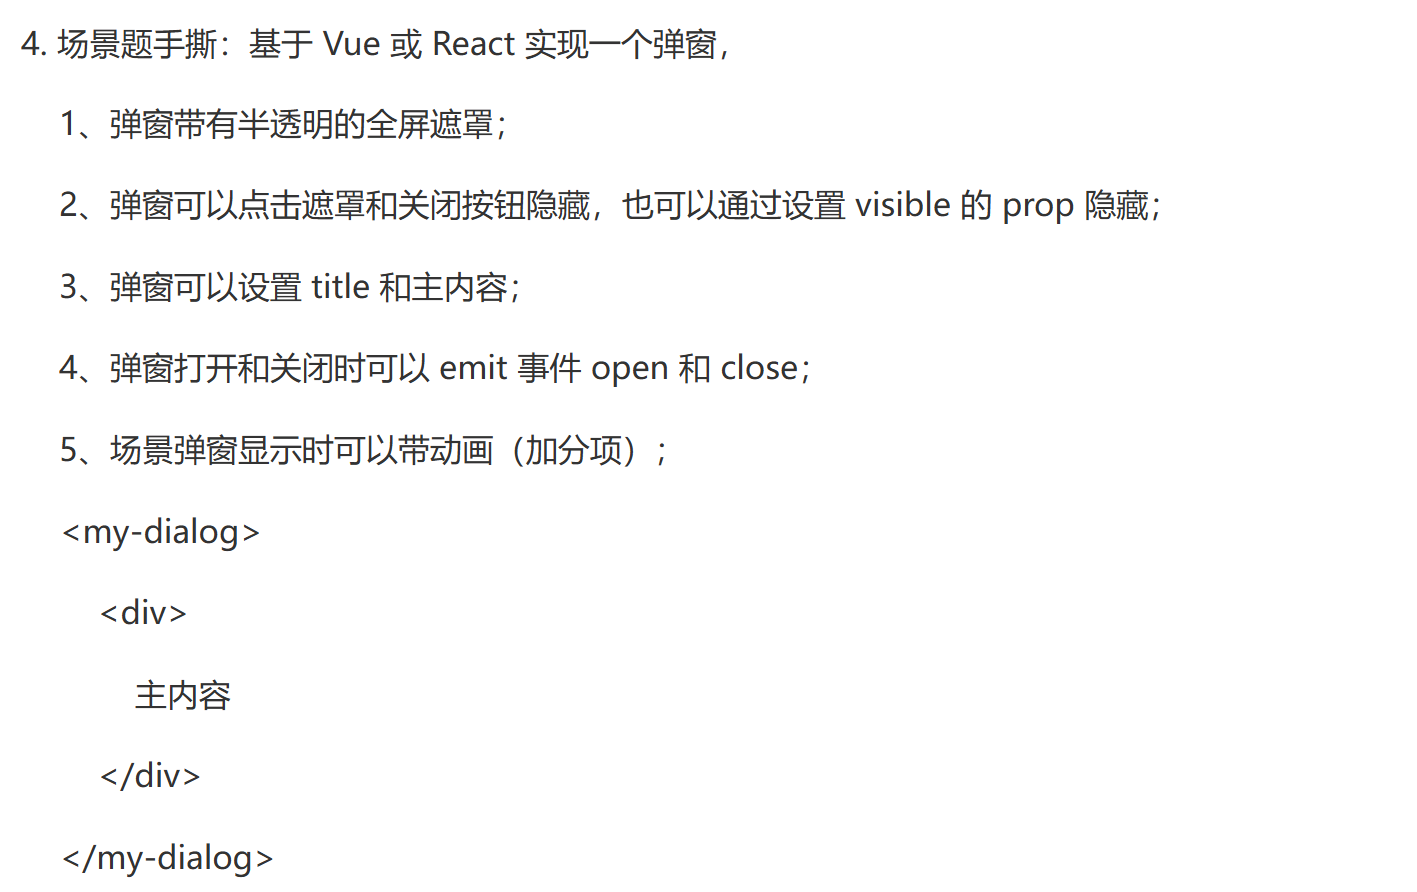 4. 场景题手撕：基于 Vue 或 React 实现一个弹窗，
1、弹窗带有半透明的全屏遮罩；
2、弹窗可以点击遮罩和关闭按钮隐藏，也可以通过设置 visible 的 prop 隐藏；
3、弹窗可以设置 title 和主内容；
4、弹窗打开和关闭时可以 emit 事件 open 和 close；
5、场景弹窗显示时可以带动画（加分项）；
<my-dialog>
<div>
主内容
</div>
</my-dialog>